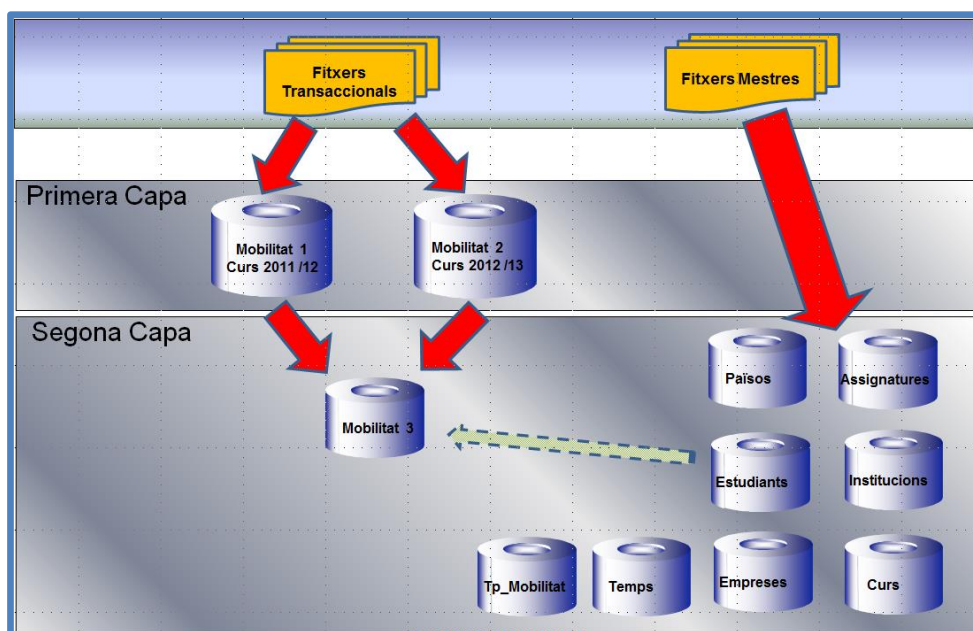 Fitxers
Transaccionals
Fitxers Mestres
Primera Capa
Mobilitat 1
Curs 2011 /12
Mobilitat 2
Curs 2012 /13
Segona Capa
Països
Assignatures
Mobilitat 3
Estudiants
Institucions
Tp_Mobilitat
Temps
Empreses
Curs